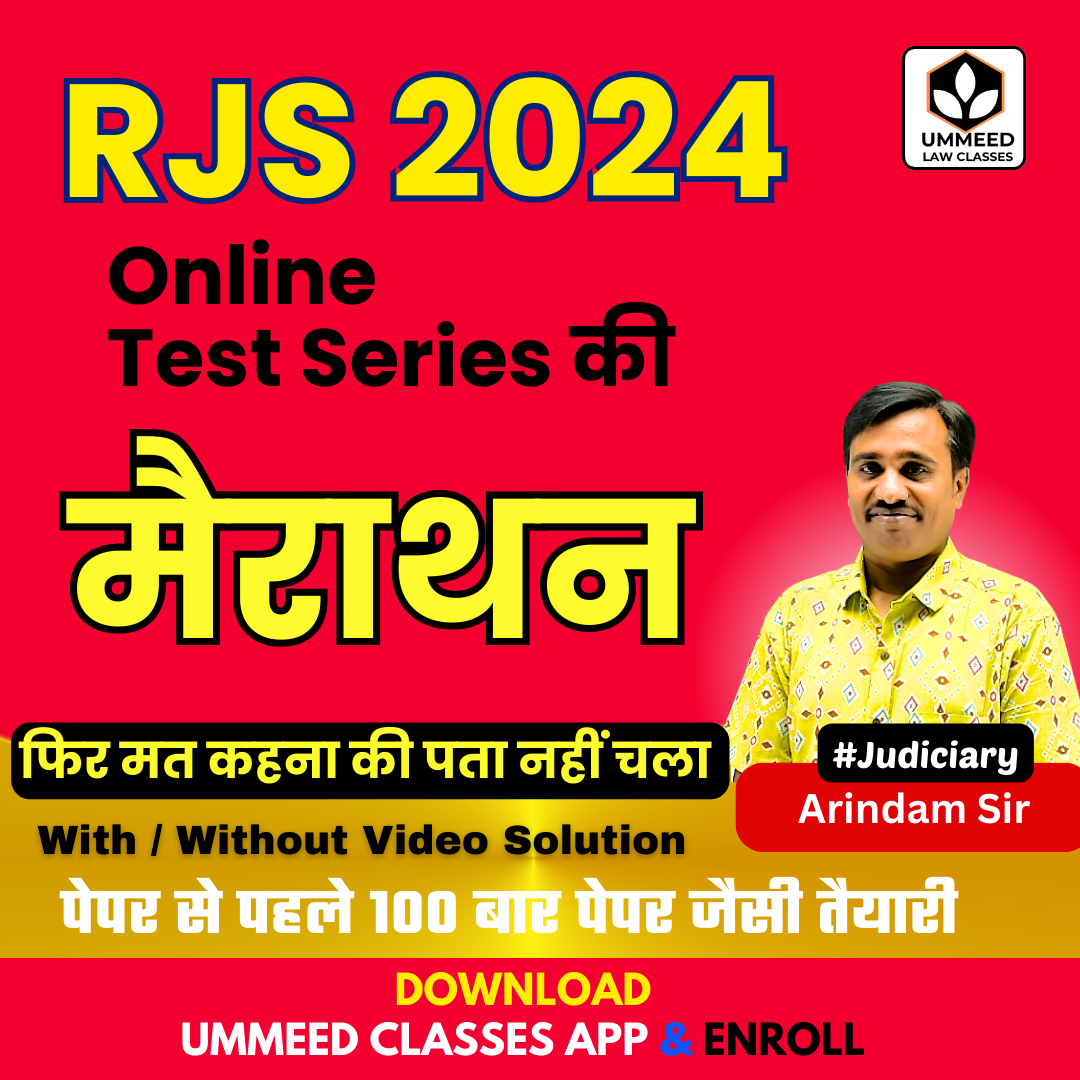 RJS 2024
UMMEED
LAW CLASSES
Online
Test Series की
मैराथन
फिर मत कहना की पता नहीं चला
#Judiciary
Arindam Sir
With / Without Video Solution
पेपर से पहले 100 बार पेपर जैसी तैयारी
DOWNLOAD
UMMEED CLASSES APP & ENROLL